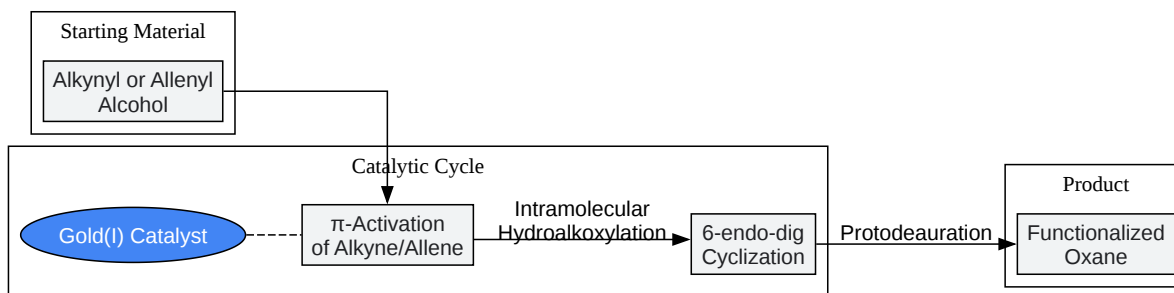 Starting Material
Alkynyl or Allenyl
Alcohol
Catalytic Cycle
Gold(I) Catalyst
π-Activation
of Alkyne/Allene
Intramolecular
Hydroalkoxylation
6-endo-dig
Cyclization
Protodeauration
Product
Functionalized
Oxane